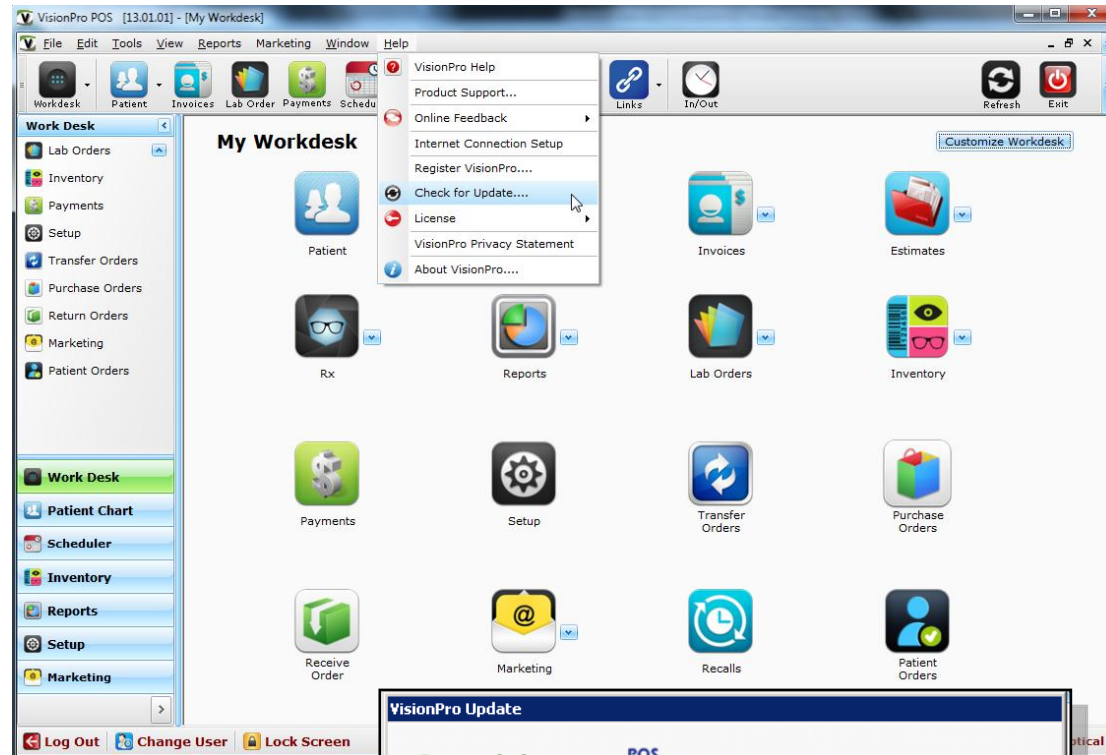 VisionPro POS [13.01.01] - [My Workdesk]
File Edit Tools View Reports Marketing Window Help
Workdesk Patient Invoices Lab Order Payments Schedu Links In/Out Refresh Exit
VisionPro Help
Product Support...
Online Feedback
Internet Connection Setup
Register VisionPro....
Check for Update....
License
VisionPro Privacy Statement
About VisionPro....
Work Desk
Lab Orders
Inventory
Payments
Setup
Transfer Orders
Purchase Orders
Return Orders
Marketing
Patient Orders
Work Desk
Patient Chart
Scheduler
Inventory
Reports
Setup
Marketing
My Workdesk
Customize Workdesk
Patient Invoices Estimates
Rx Reports Lab Orders Inventory
Payments Setup Transfer Orders Purchase Orders
Receive Order Marketing Recalls Patient Orders
VisionPro Update
POS
Log Out Change User Lock Screen
ptical